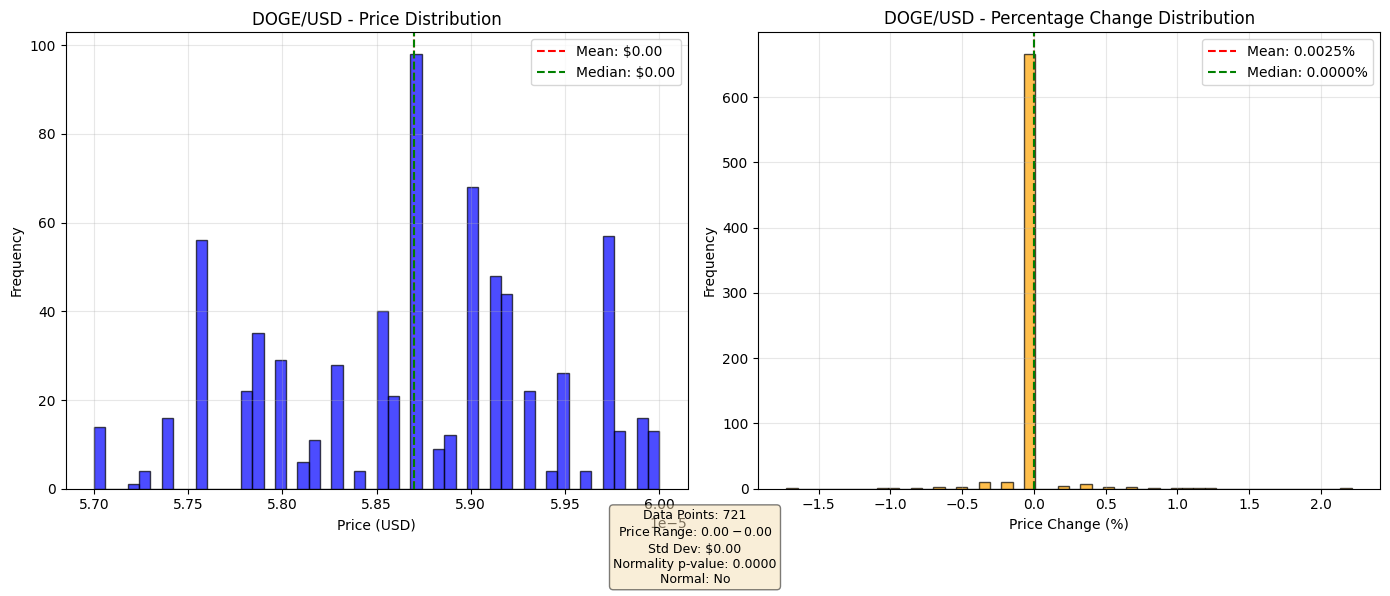 DOGE/USD - Price Distribution
Mean: $0.00
Median: $0.00
Frequency
0
20
40
60
80
100
5.70
5.75
5.80
5.85
5.90
5.95
6.00
1e−5
Price (USD)
DOGE/USD - Percentage Change Distribution
Mean: 0.0025%
Median: 0.0000%
Frequency
0
100
200
300
400
500
600
−1.5
−1.0
−0.5
0.0
0.5
1.0
1.5
2.0
Price Change (%)
Data Points: 721
Price Range: 0.00 − 0.00
Std Dev: $0.00
Normality p-value: 0.0000
Normal: No